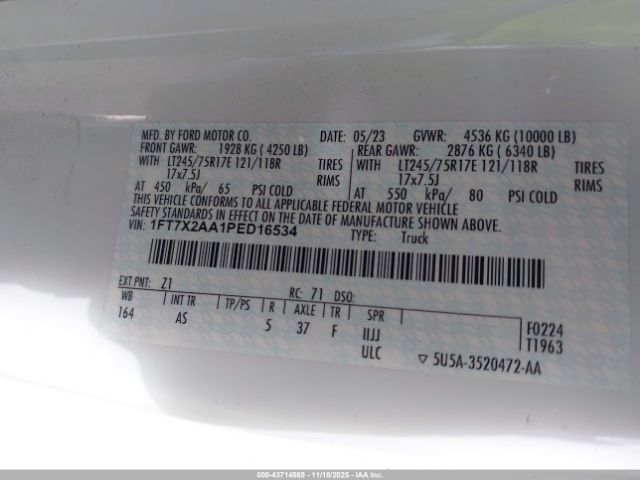 MFD. BY FORD MOTOR CO. DATE: 05/23 GVWR: 4536 KG (10000 LB)
FRONT GAWR: 1928 KG ( 4250 LB) REAR GAWR: 2876 KG ( 6340 LB)
WITH LT245/75R17E 121/118R TIRES WITH LT245/75R17E 121/118R TIRES
17x7.5J RIMS 17x7.5J RIMS
AT 450 kPa/ 65 PSI COLD AT 550 kPa/ 80 PSI COLD
THIS VEHICLE CONFORMS TO ALL APPLICABLE FEDERAL MOTOR VEHICLE
SAFETY STANDARDS IN EFFECT ON THE DATE OF MANUFACTURE SHOWN ABOVE.
VIN: 1FT7X2AA1PED16534 TYPE: Truck
EXT PNT: Z1 RC: 71 DSO:
WB INT TR TP/PS R AXLE TR SPR F0224
164 AS 5 37 F IIJJ T1963
ULC ▽ 5U5A-3520472-AA
000-43714569 - 11/18/2025 - IAAI.COM